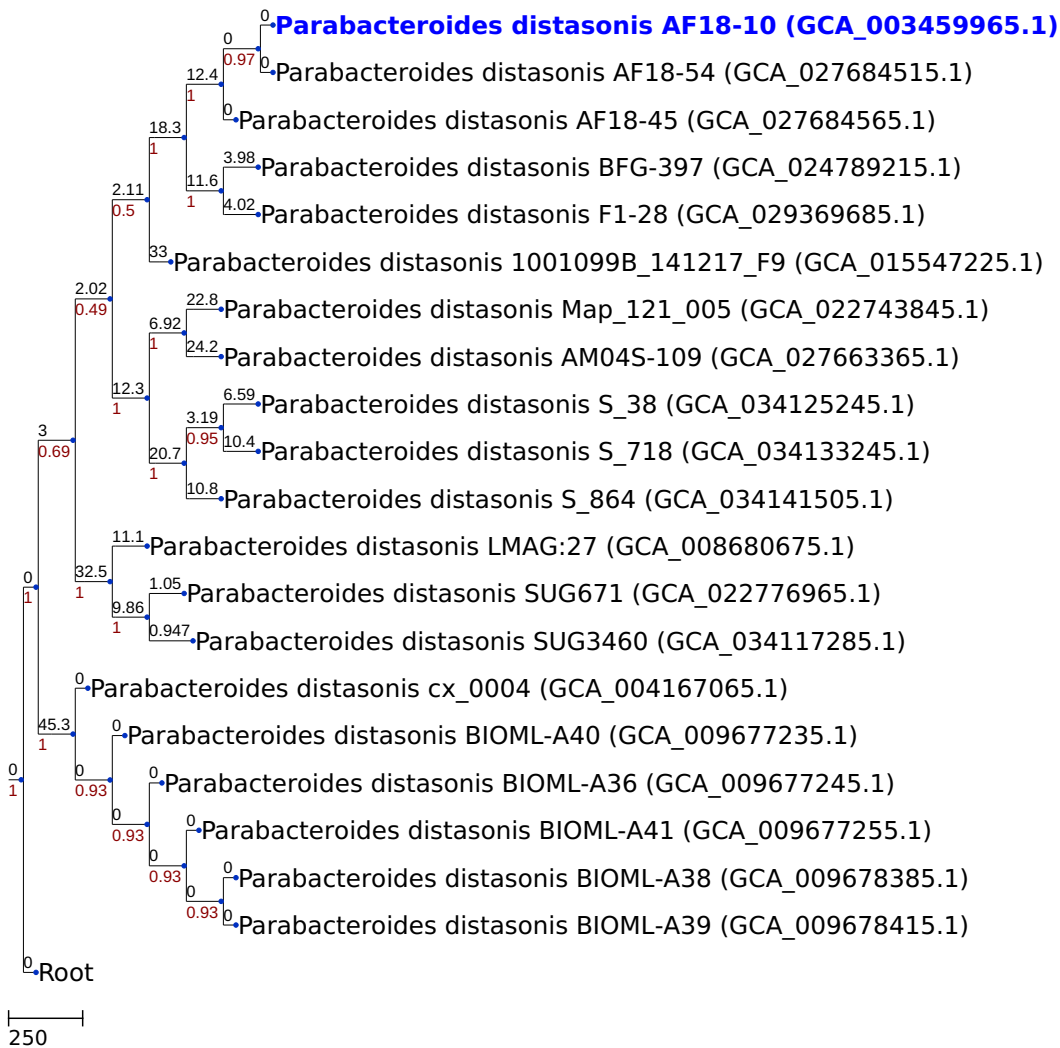 0
Parabacteroides distasonis AF18-10 (GCA_003459965.1)
0
0.97
0
Parabacteroides distasonis AF18-54 (GCA_027684515.1)
12.4
1
0
Parabacteroides distasonis AF18-45 (GCA_027684565.1)
18.3
1
3.98
Parabacteroides distasonis BFG-397 (GCA_024789215.1)
11.6
1
4.02
Parabacteroides distasonis F1-28 (GCA_029369685.1)
2.11
0.5
33
Parabacteroides distasonis 1001099B_141217_F9 (GCA_015547225.1)
2.02
0.49
22.8
Parabacteroides distasonis Map_121_005 (GCA_022743845.1)
6.92
1
24.2
Parabacteroides distasonis AM04S-109 (GCA_027663365.1)
12.3
1
6.59
Parabacteroides distasonis S_38 (GCA_034125245.1)
3.19
0.95
10.4
Parabacteroides distasonis S_718 (GCA_034133245.1)
20.7
1
10.8
Parabacteroides distasonis S_864 (GCA_034141505.1)
3
0.69
11.1
Parabacteroides distasonis LMAG:27 (GCA_008680675.1)
32.5
1
1.05
Parabacteroides distasonis SUG671 (GCA_022776965.1)
9.86
1
0.947
Parabacteroides distasonis SUG3460 (GCA_034117285.1)
0
1
0
Parabacteroides distasonis cx_0004 (GCA_004167065.1)
45.3
1
0
Parabacteroides distasonis BIOML-A40 (GCA_009677235.1)
0
0.93
0
Parabacteroides distasonis BIOML-A36 (GCA_009677245.1)
0
1
0
0.93
0
Parabacteroides distasonis BIOML-A41 (GCA_009677255.1)
0
0.93
0
Parabacteroides distasonis BIOML-A38 (GCA_009678385.1)
0
0.93
0
Parabacteroides distasonis BIOML-A39 (GCA_009678415.1)
0
Root
250